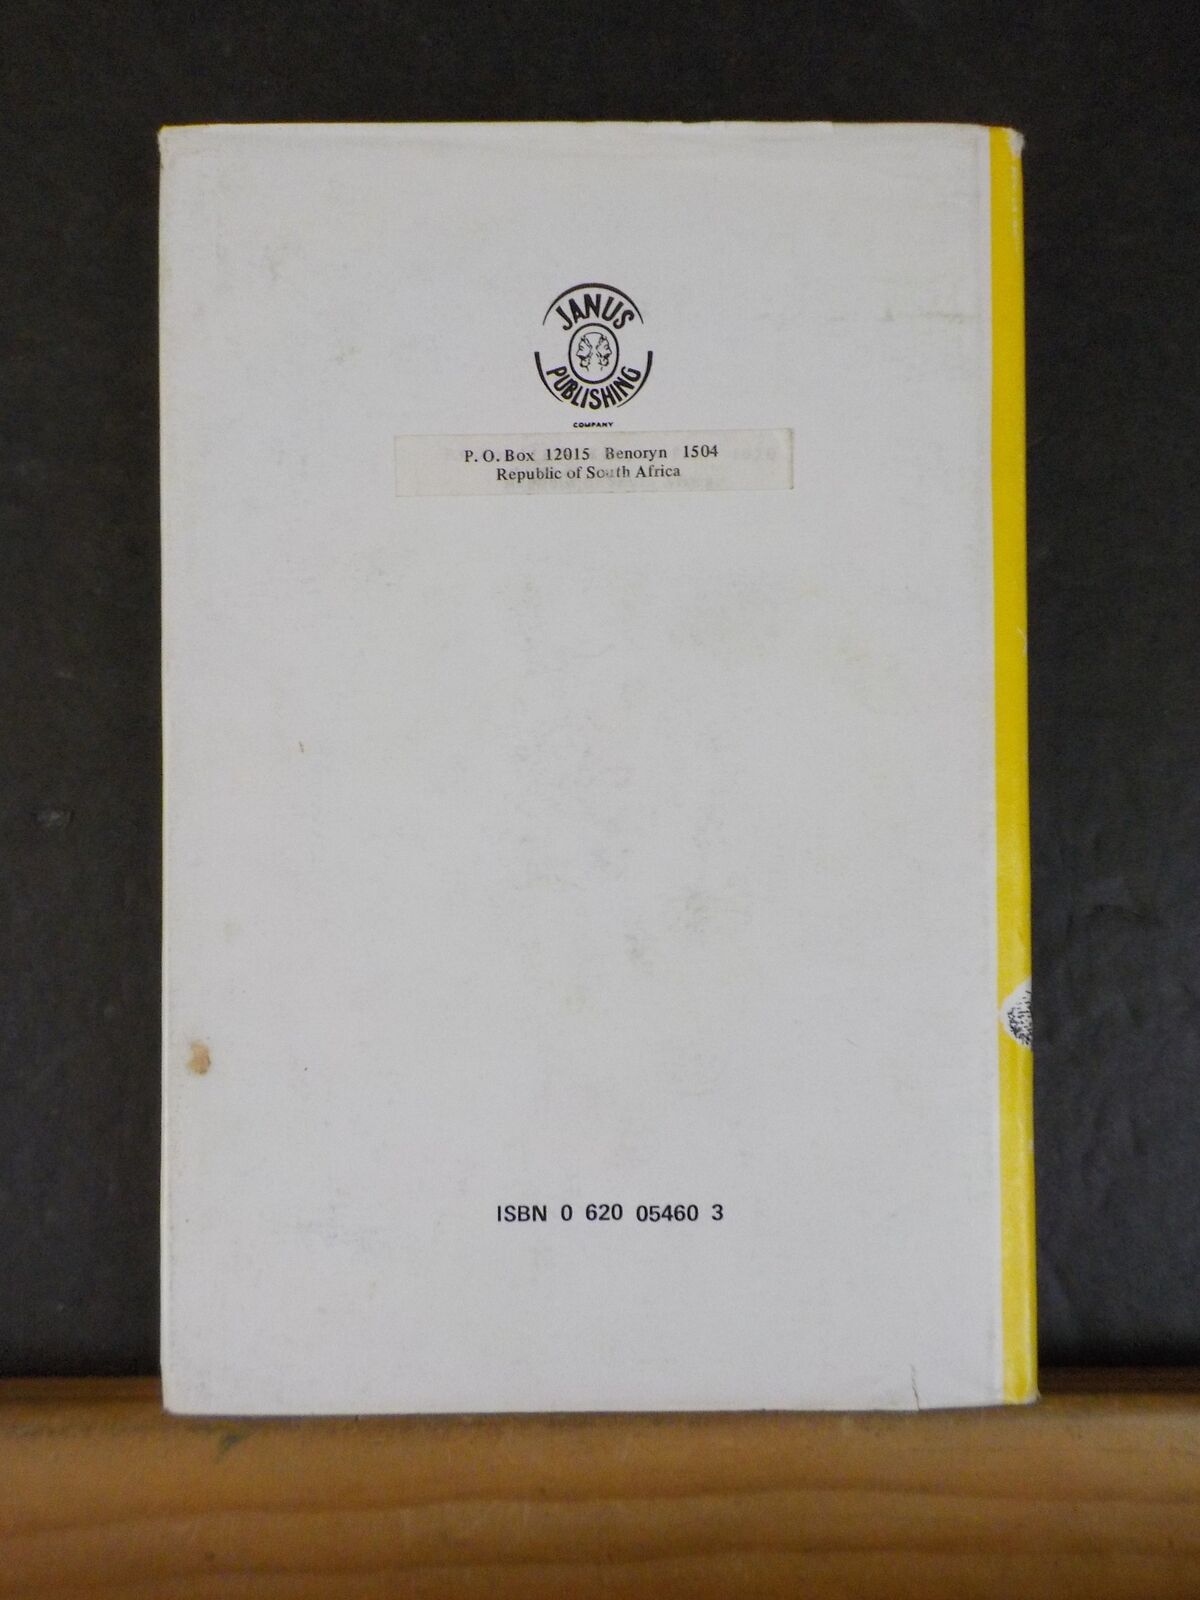 JANUS
PUBLISHING
COMPANY
P.O.Box 12015 Benoryn 1504
Republic of South Africa
ISBN 0 620 05460 3